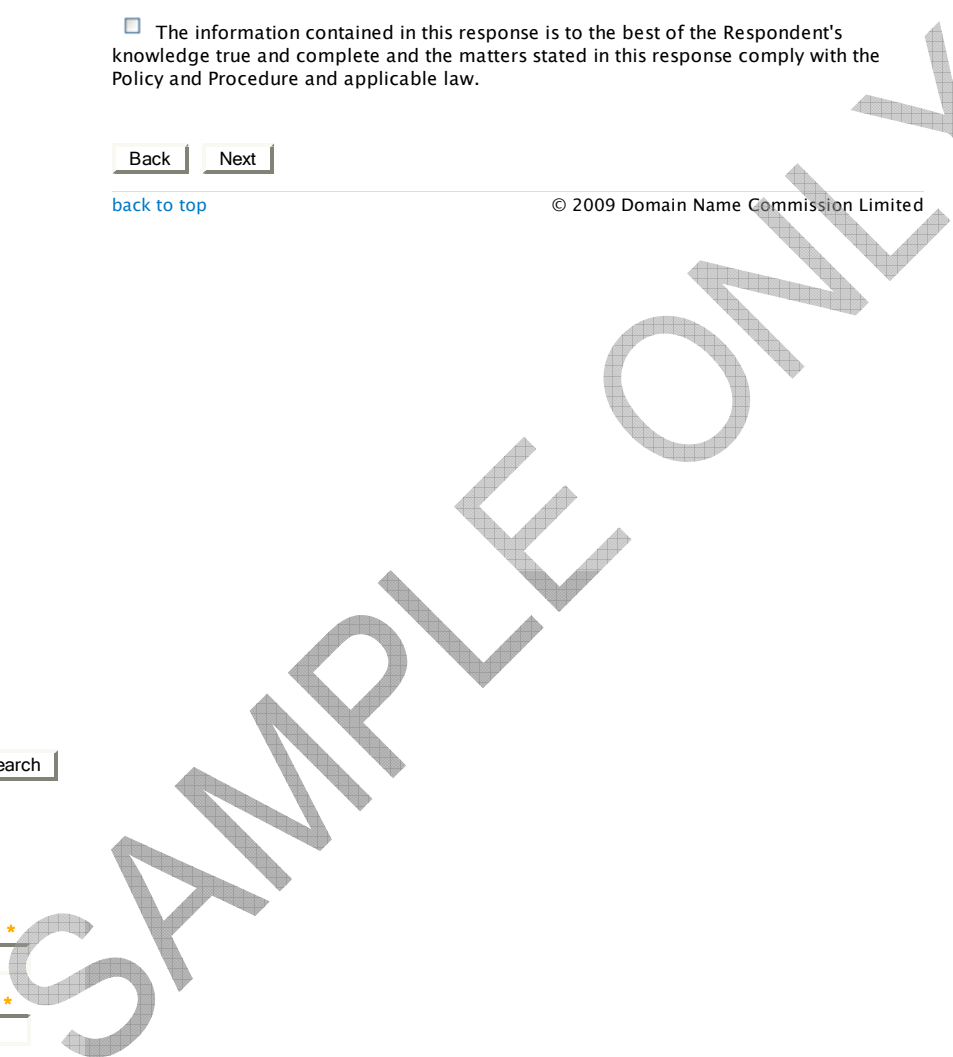 The information contained in this response is to the best of the Respondent's
knowledge true and complete and the matters stated in this response comply with the
Policy and Procedure and applicable law.
Back Next
back to top © 2009 Domain Name Commission Limited
SAMPLE ONLY
earch
*
*